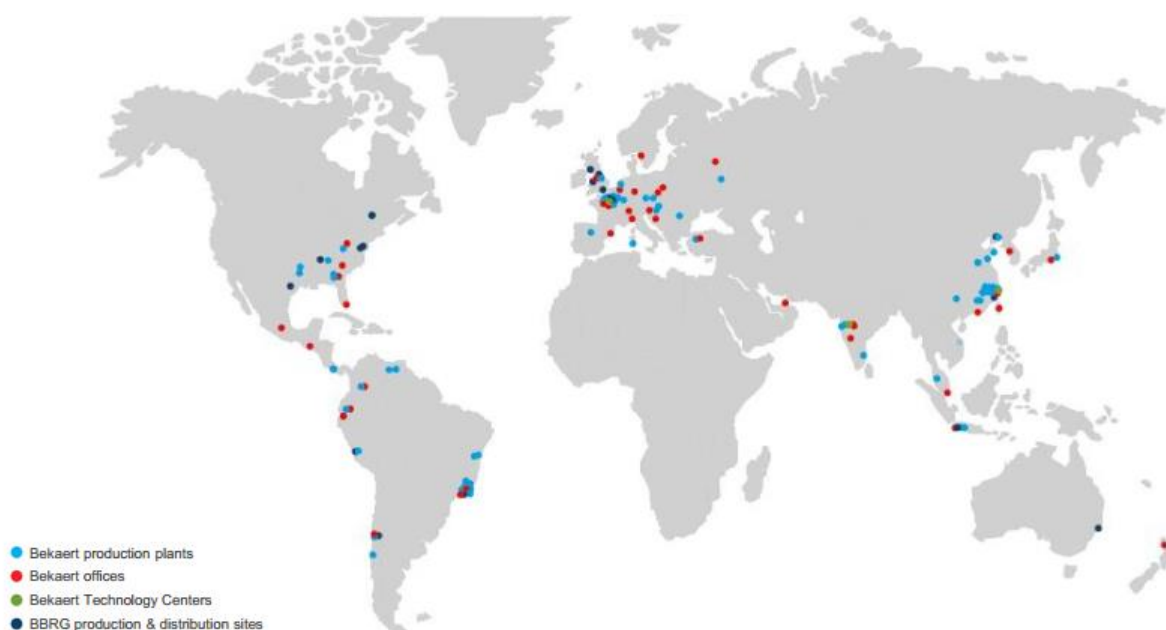 Bekaert production plants
Bekaert offices
Bekaert Technology Centers
BBRG production & distribution sites